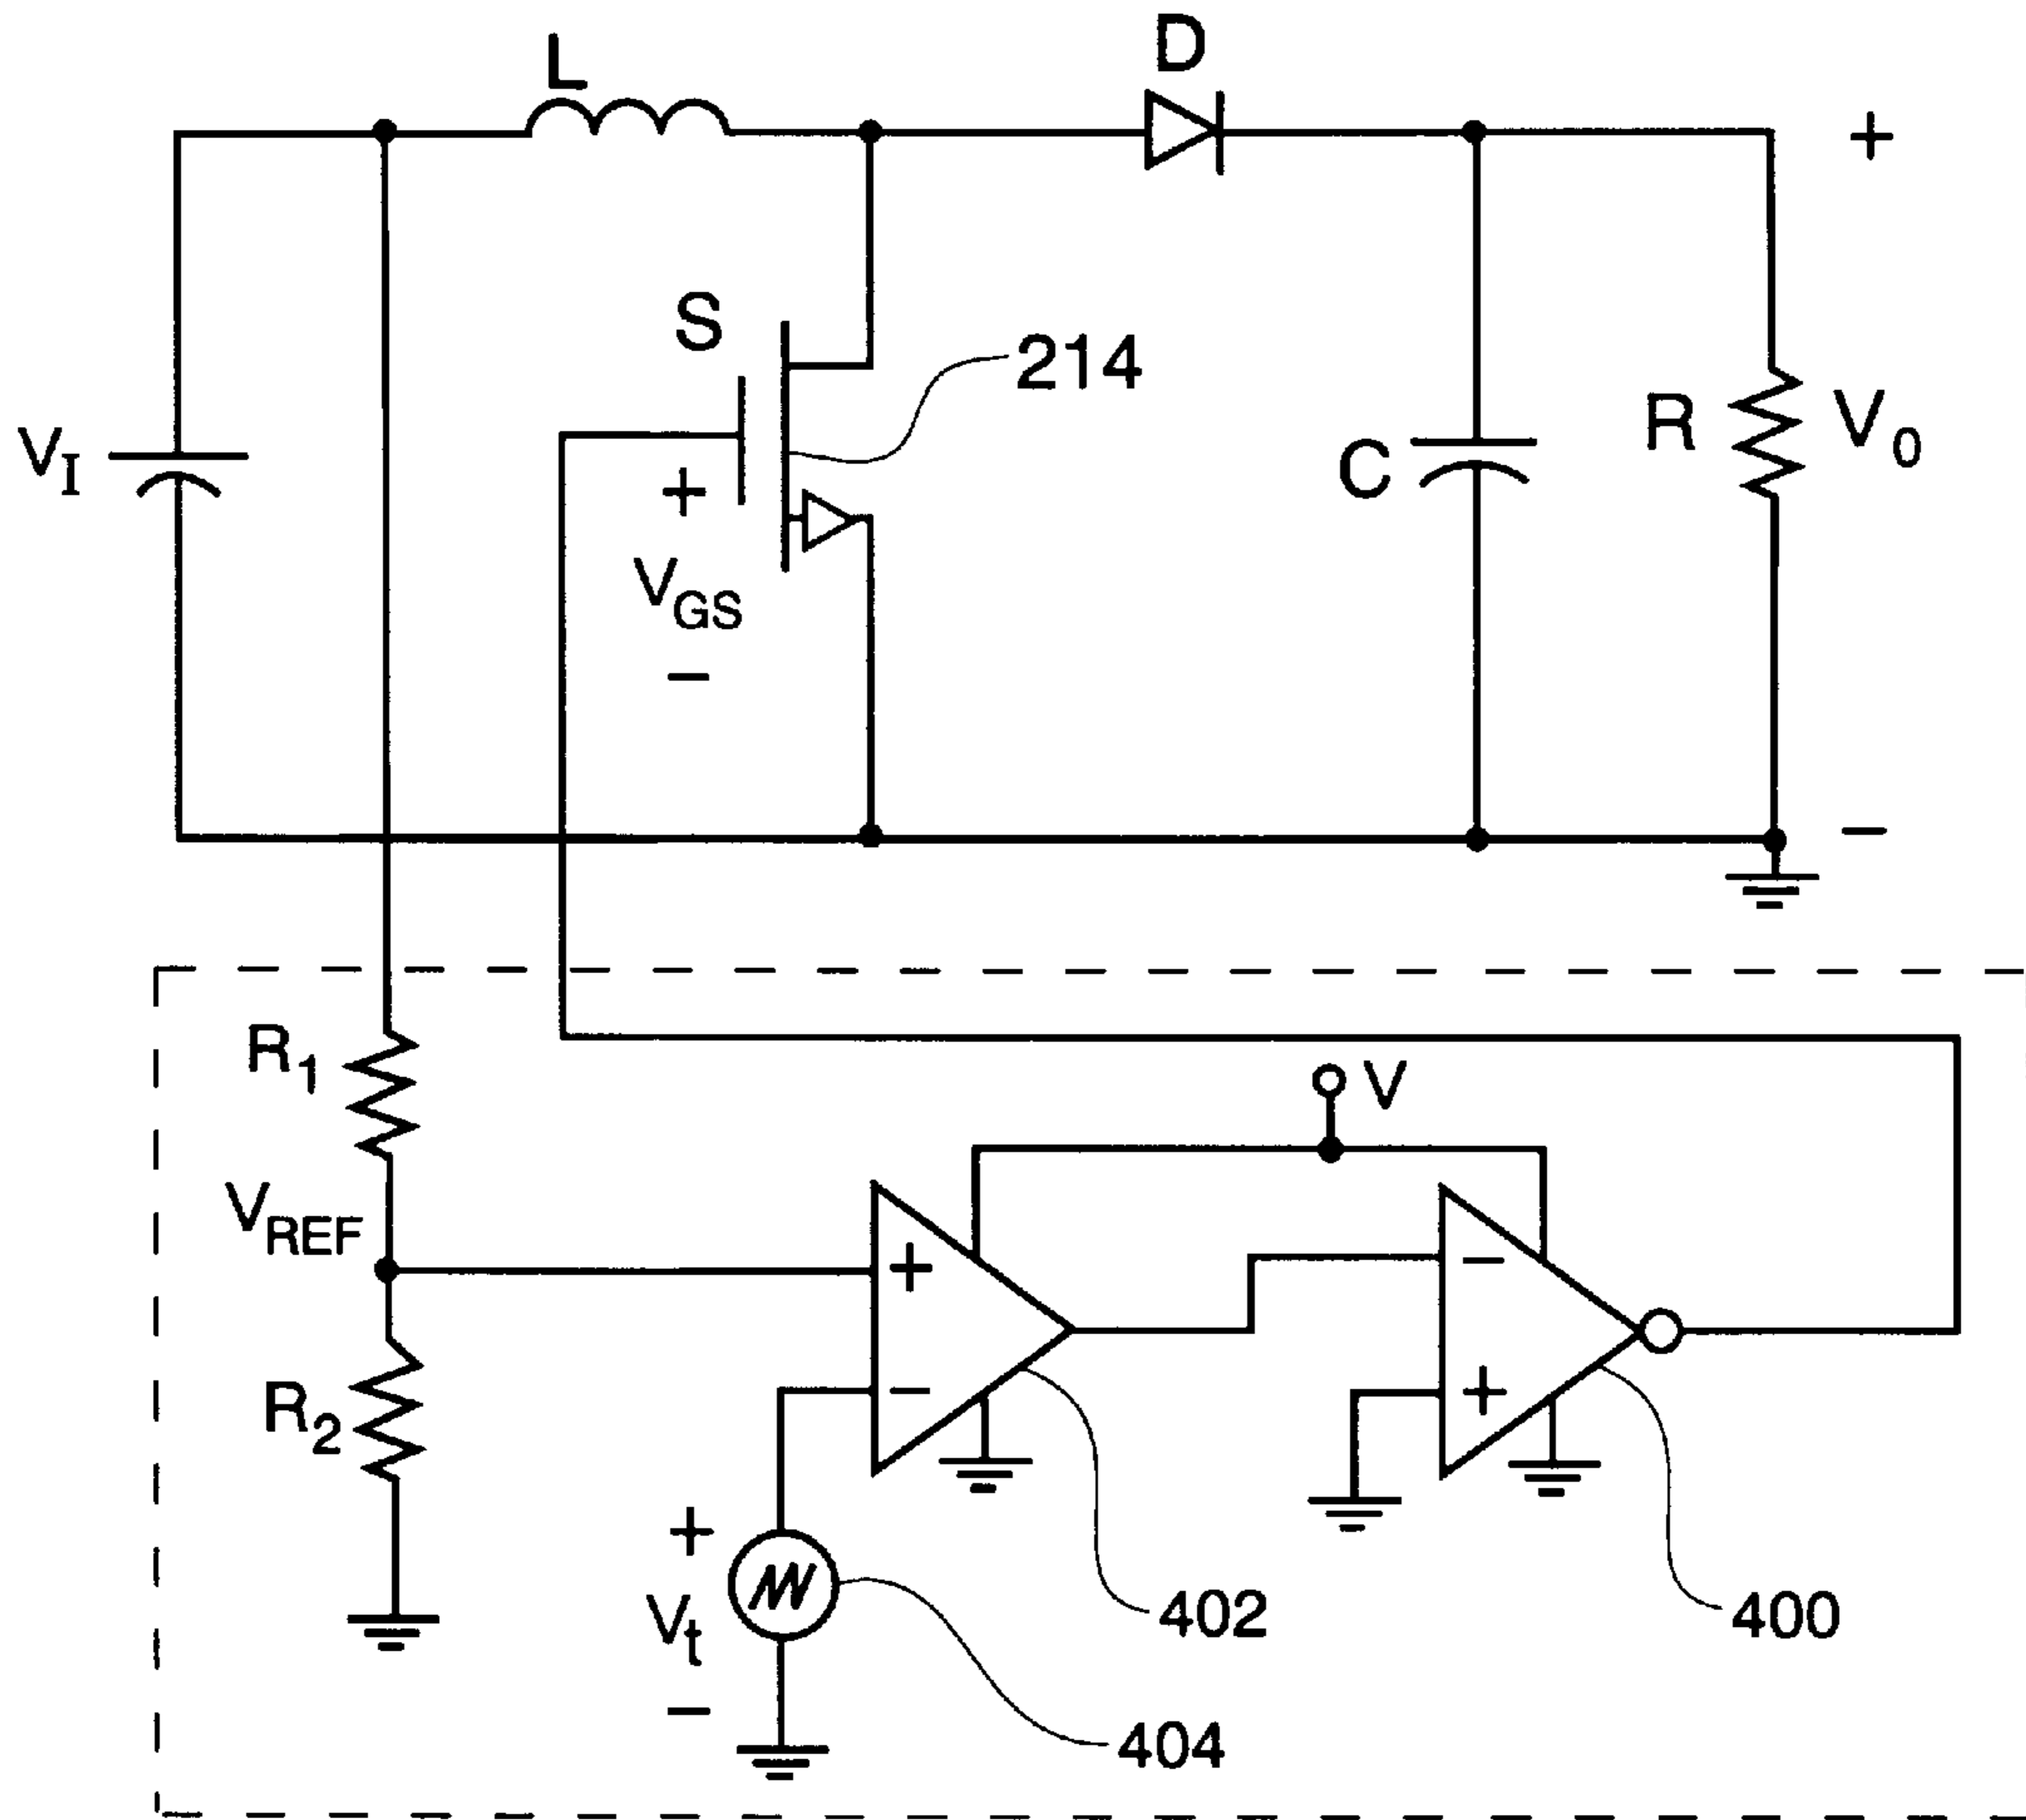 L
D
+
S
214
V_I
+
V_GS
−
C
R
V_0
−
R_1
V
V_REF
+
−
−
+
R_2
+
V_t
−
402
400
404